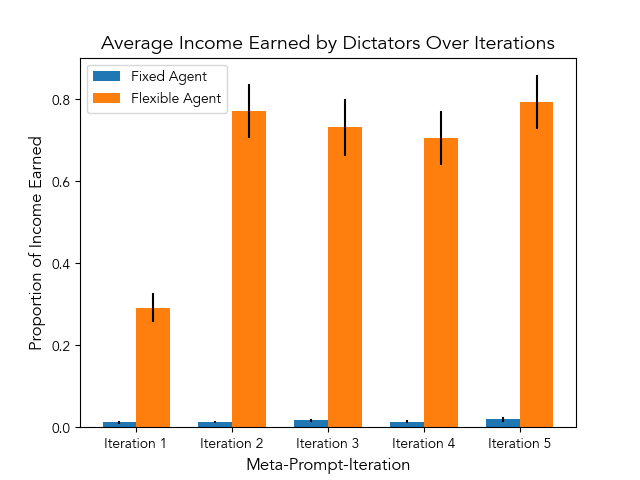 Average Income Earned by Dictators Over Iterations
Fixed Agent
Flexible Agent
Proportion of Income Earned
0.8
0.6
0.4
0.2
0.0
Iteration 1
Iteration 2
Iteration 3
Iteration 4
Iteration 5
Meta-Prompt-Iteration